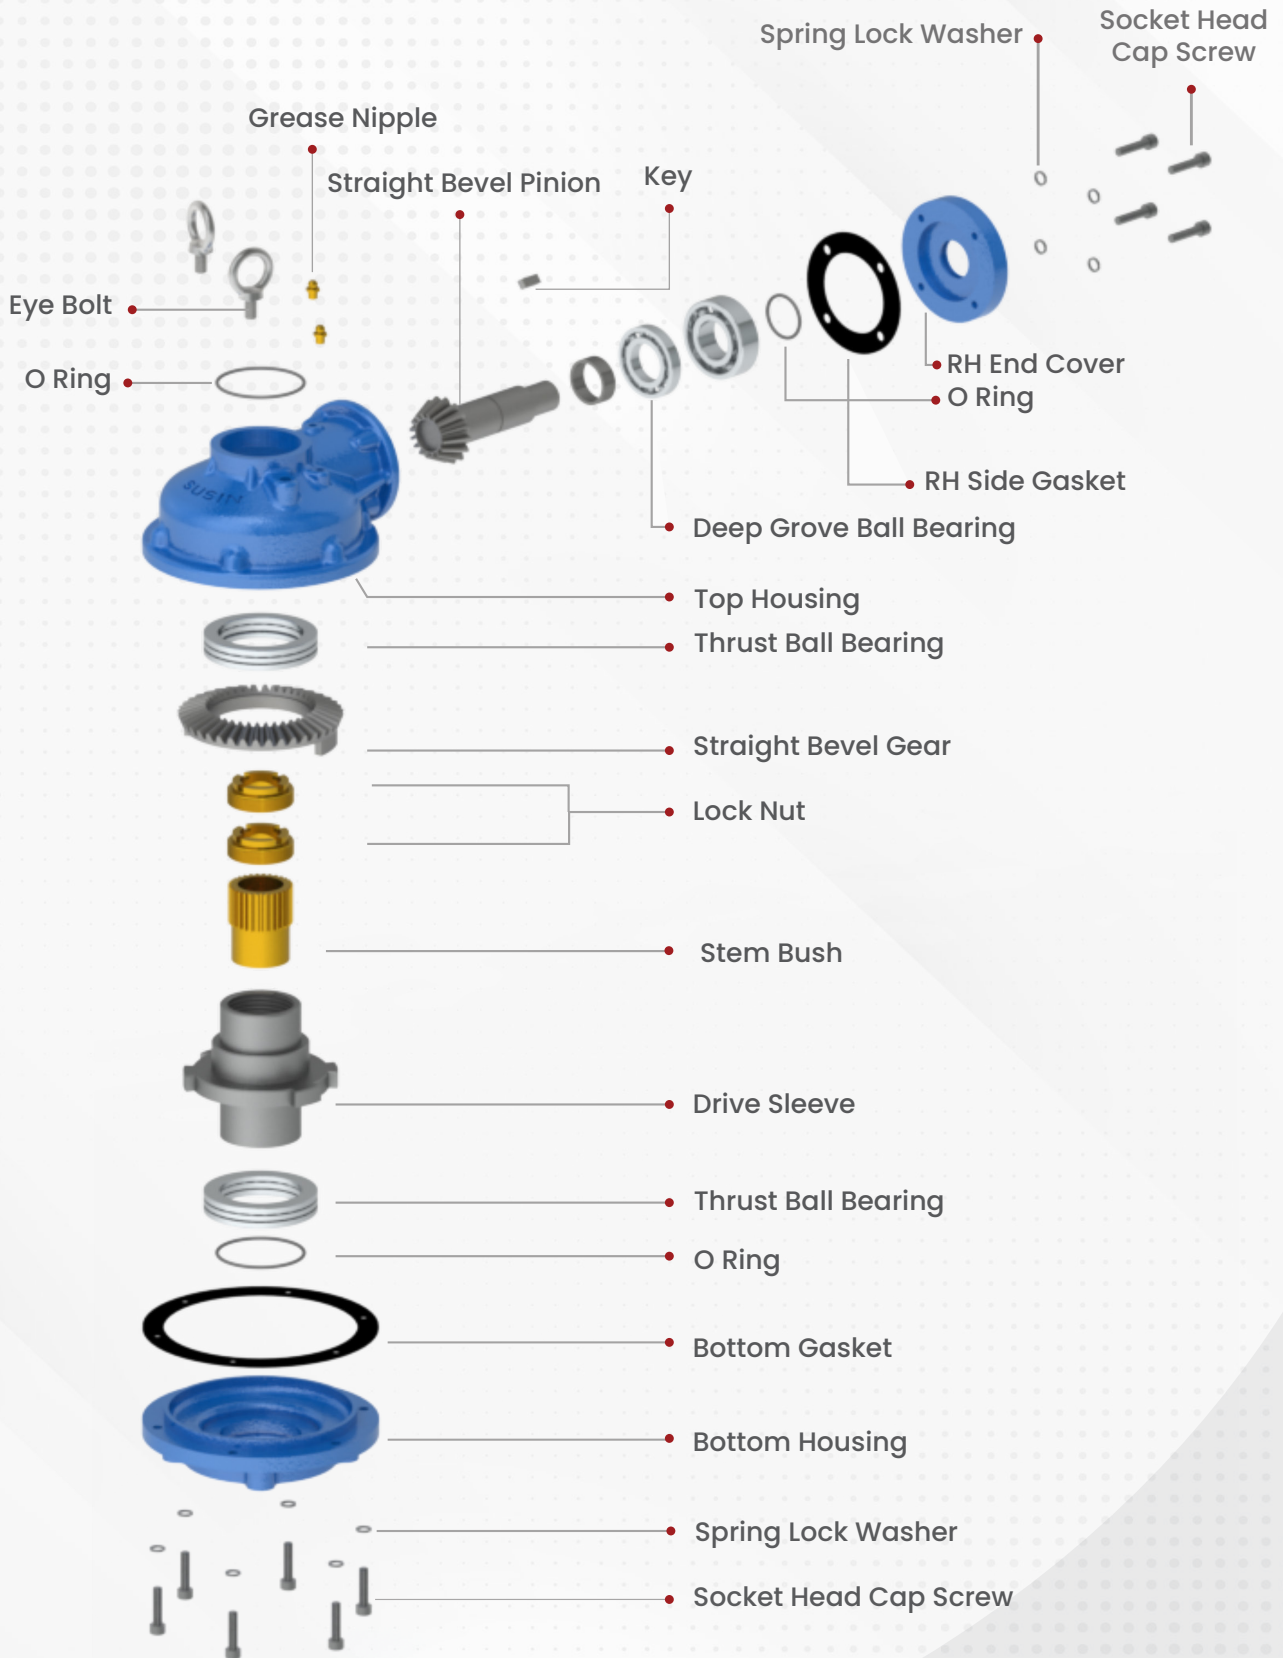 Spring Lock Washer
Socket Head
Cap Screw
Grease Nipple
Straight Bevel Pinion
Key
Eye Bolt
O Ring
RH End Cover
O Ring
RH Side Gasket
SUSIN
Deep Grove Ball Bearing
Top Housing
Thrust Ball Bearing
Straight Bevel Gear
Lock Nut
Stem Bush
Drive Sleeve
Thrust Ball Bearing
O Ring
Bottom Gasket
Bottom Housing
Spring Lock Washer
Socket Head Cap Screw